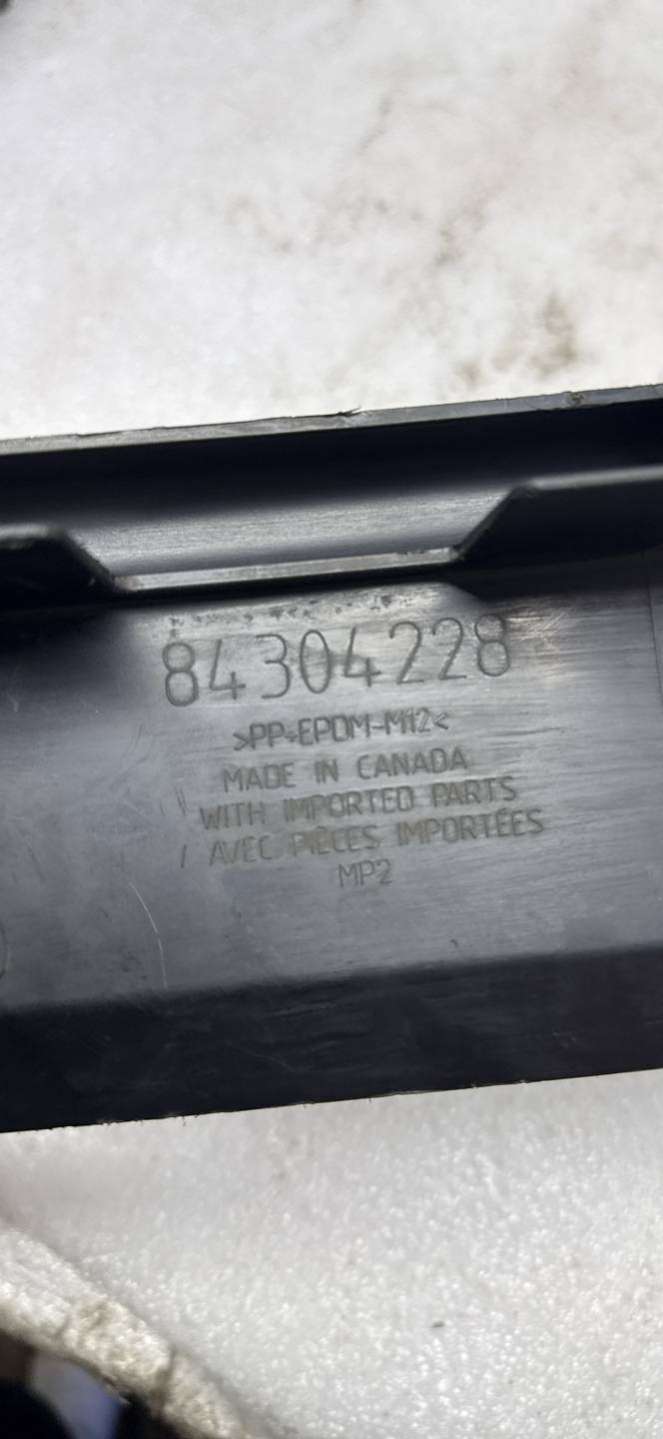 84304228
>PP+EPDM-M12<
MADE IN CANADA
WITH IMPORTED PARTS
AVEC PIÈCES IMPORTÉES
MP2